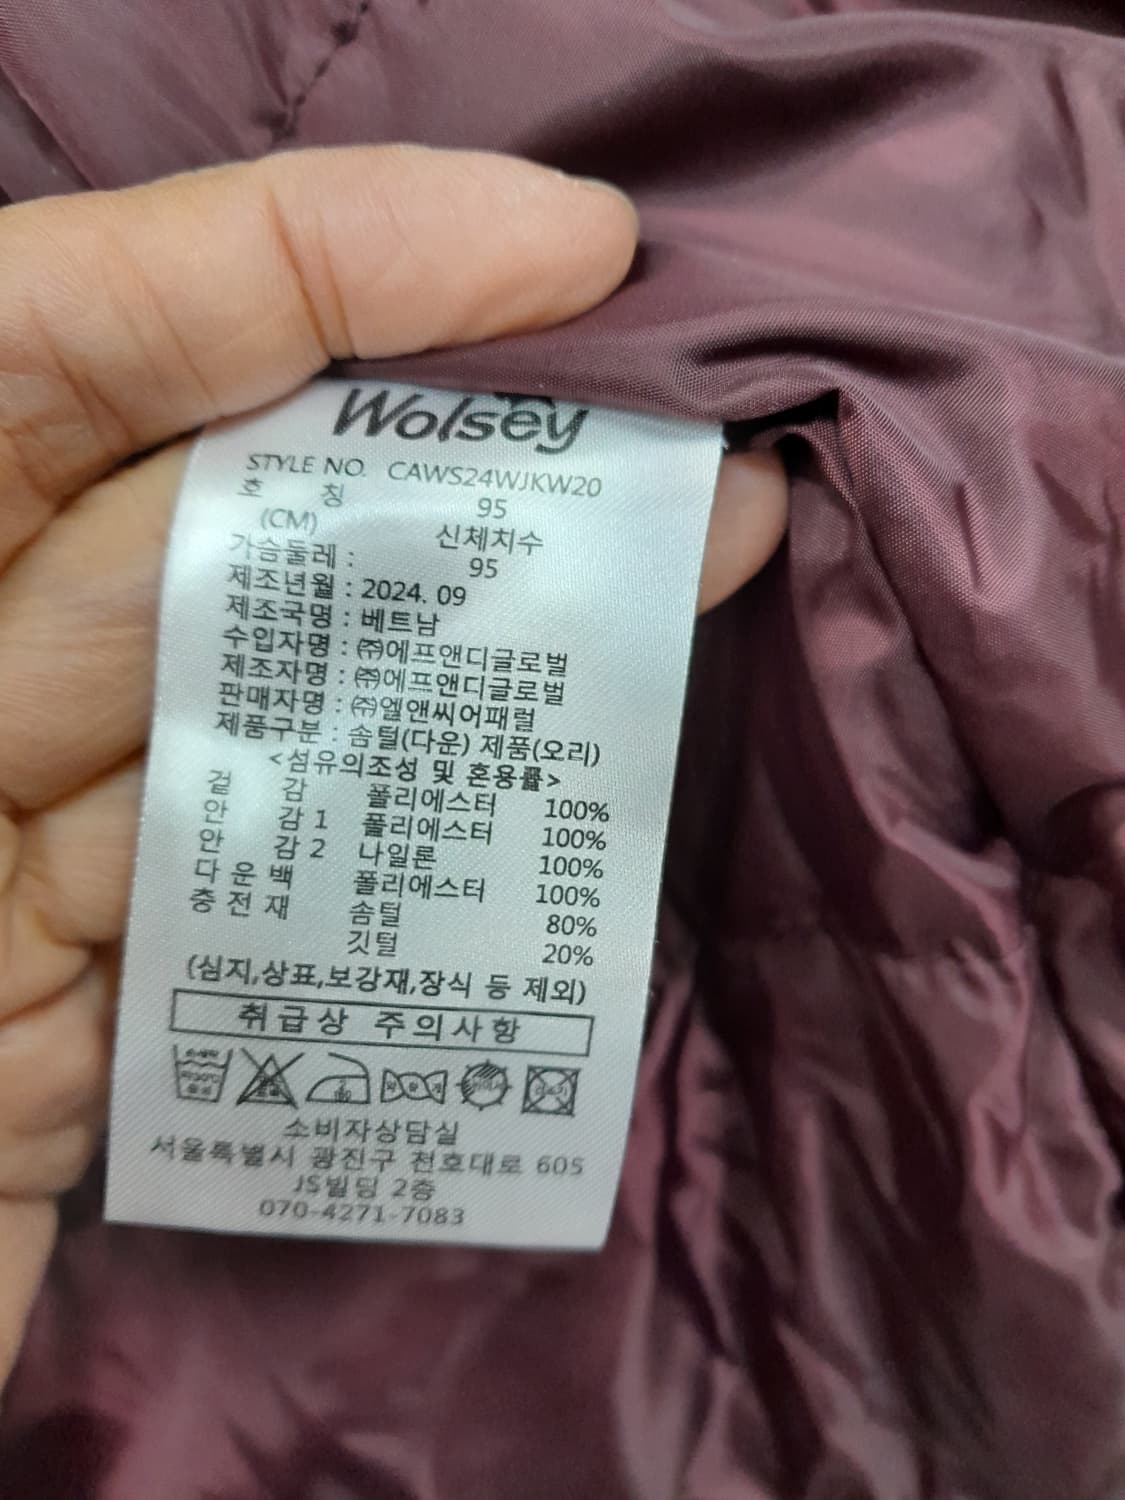 Wolsey
STYLE NO. CAWS24WJKW20
호 칭 95
(CM) 신체치수
가슴둘레 : 95
제조년월 : 2024. 09
제조국명 : 베트남
수입자명 : ㈜에프앤디글로벌
제조자명 : ㈜에프앤디글로벌
판매자명 : ㈜엘앤씨어패럴
제품구분 : 솜털(다운) 제품(오리)
<섬유의조성 및 혼용률>
겉 감 폴리에스터 100%
안 감 1 폴리에스터 100%
안 감 2 나일론 100%
다 운 백 폴리에스터 100%
충 전 재 솜털 80%
깃털 20%
(심지,상표,보강재,장식 등 제외)
취급상 주의사항
소비자상담실
서울특별시 광진구 천호대로 605
JS빌딩 2층
070-4271-7083